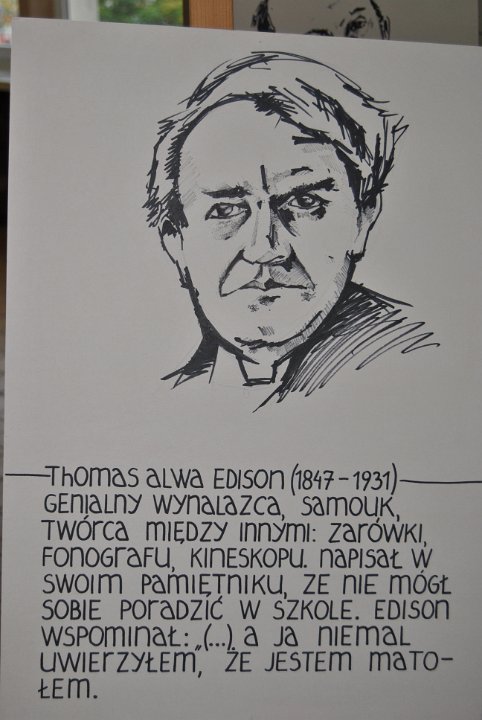 Thomas alwa Edison (1847-1931)
GENIALNY WYNALAZCA, SAMOUK,
TWÓRCA MIĘDZY INNYMI: ŻARÓWKI,
FONOGRAFU, KINESKOPU. NAPISAŁ W
SWOIM PAMIĘTNIKU, ŻE NIE MÓGŁ
SOBIE PORADZIĆ W SZKOLE. EDISON
WSPOMINAŁ: „(...) a JA NIEMAL
UWIERZYŁEM, ŻE JESTEM MATO-
ŁEM.